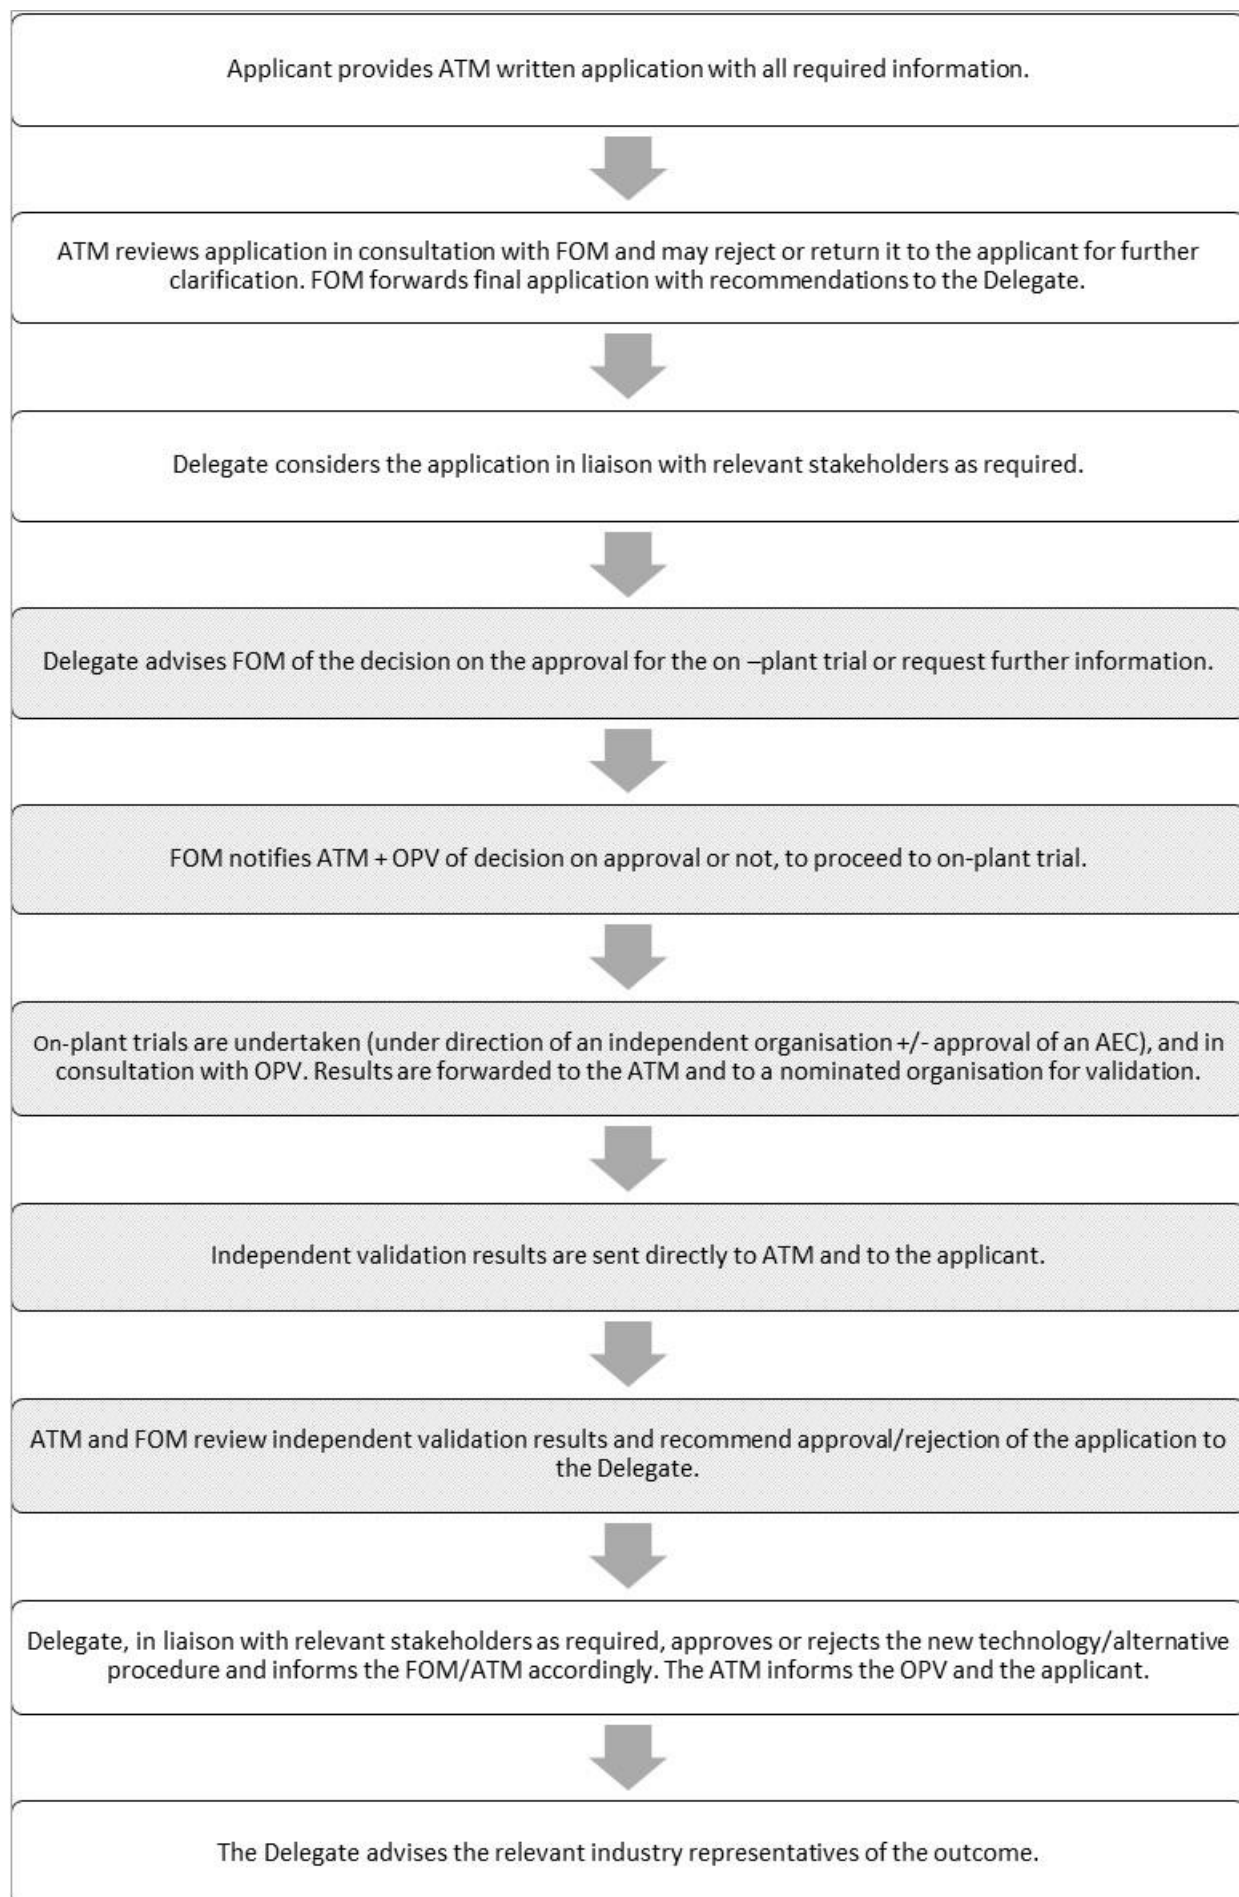 Applicant provides ATM written application with all required information.
ATM reviews application in consultation with FOM and may reject or return it to the applicant for further
clarification. FOM forwards final application with recommendations to the Delegate.
Delegate considers the application in liaison with relevant stakeholders as required.
Delegate advises FOM of the decision on the approval for the on –plant trial or request further information.
FOM notifies ATM + OPV of decision on approval or not, to proceed to on-plant trial.
On-plant trials are undertaken (under direction of an independent organisation +/- approval of an AEC), and in
consultation with OPV. Results are forwarded to the ATM and to a nominated organisation for validation.
Independent validation results are sent directly to ATM and to the applicant.
ATM and FOM review independent validation results and recommend approval/rejection of the application to
the Delegate.
Delegate, in liaison with relevant stakeholders as required, approves or rejects the new technology/alternative
procedure and informs the FOM/ATM accordingly. The ATM informs the OPV and the applicant.
The Delegate advises the relevant industry representatives of the outcome.